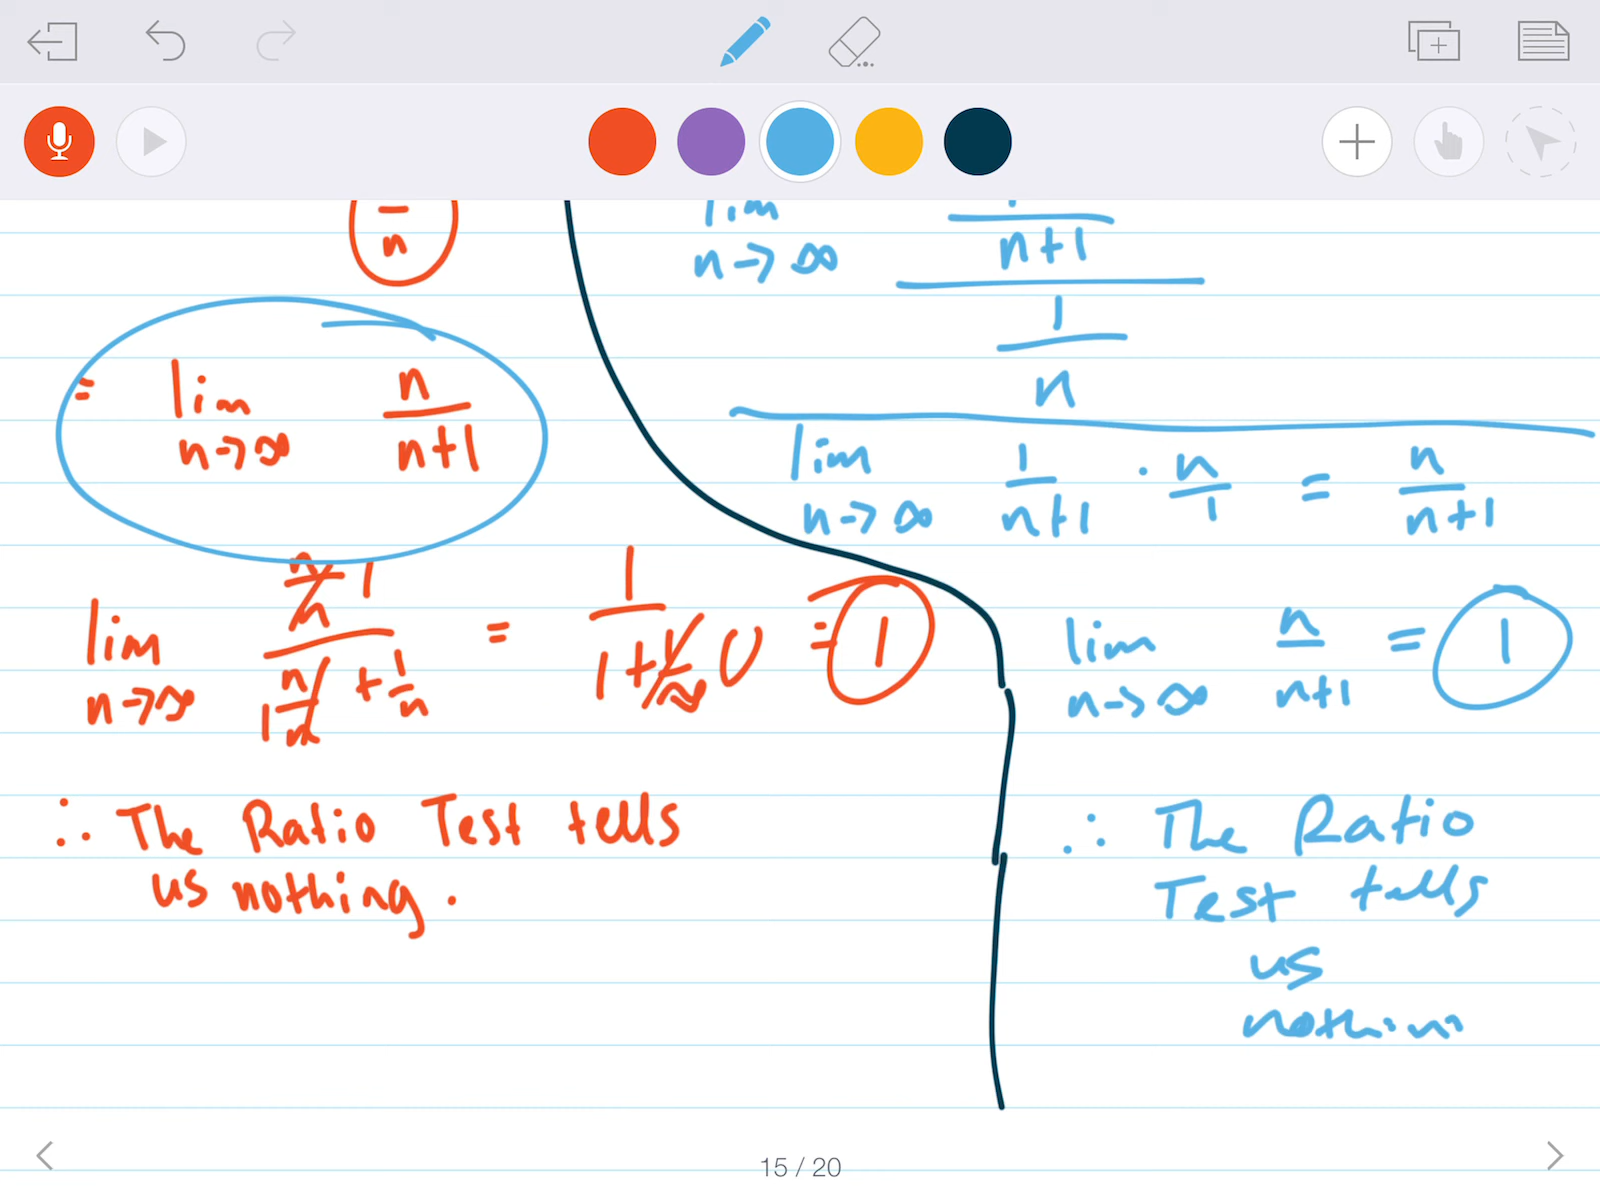 n
lim
n→∞
n+1
1
n
= lim n
n→∞ n+1
lim 1 · n = n
n→∞ n+1 1 n+1
lim n/n 1 = 1 = 1
n→∞ 1 n/n + 1/n 1+1/∞ 0
∴ The Ratio Test tells
us nothing.
lim n = 1
n→∞ n+1
∴ The Ratio
Test tells
us
15 / 20